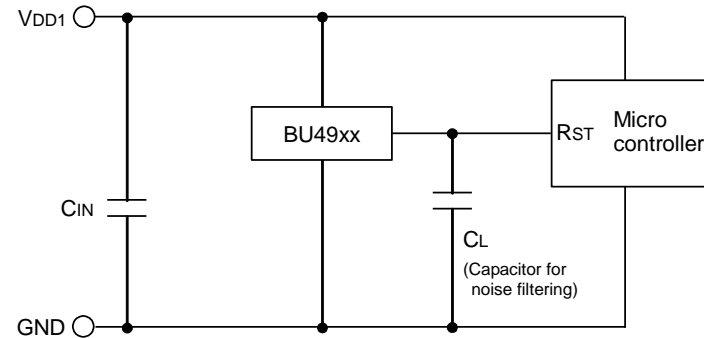 VDD1
BU49xx
RST
Micro
controller
CIN
CL
(Capacitor for
noise filtering)
GND